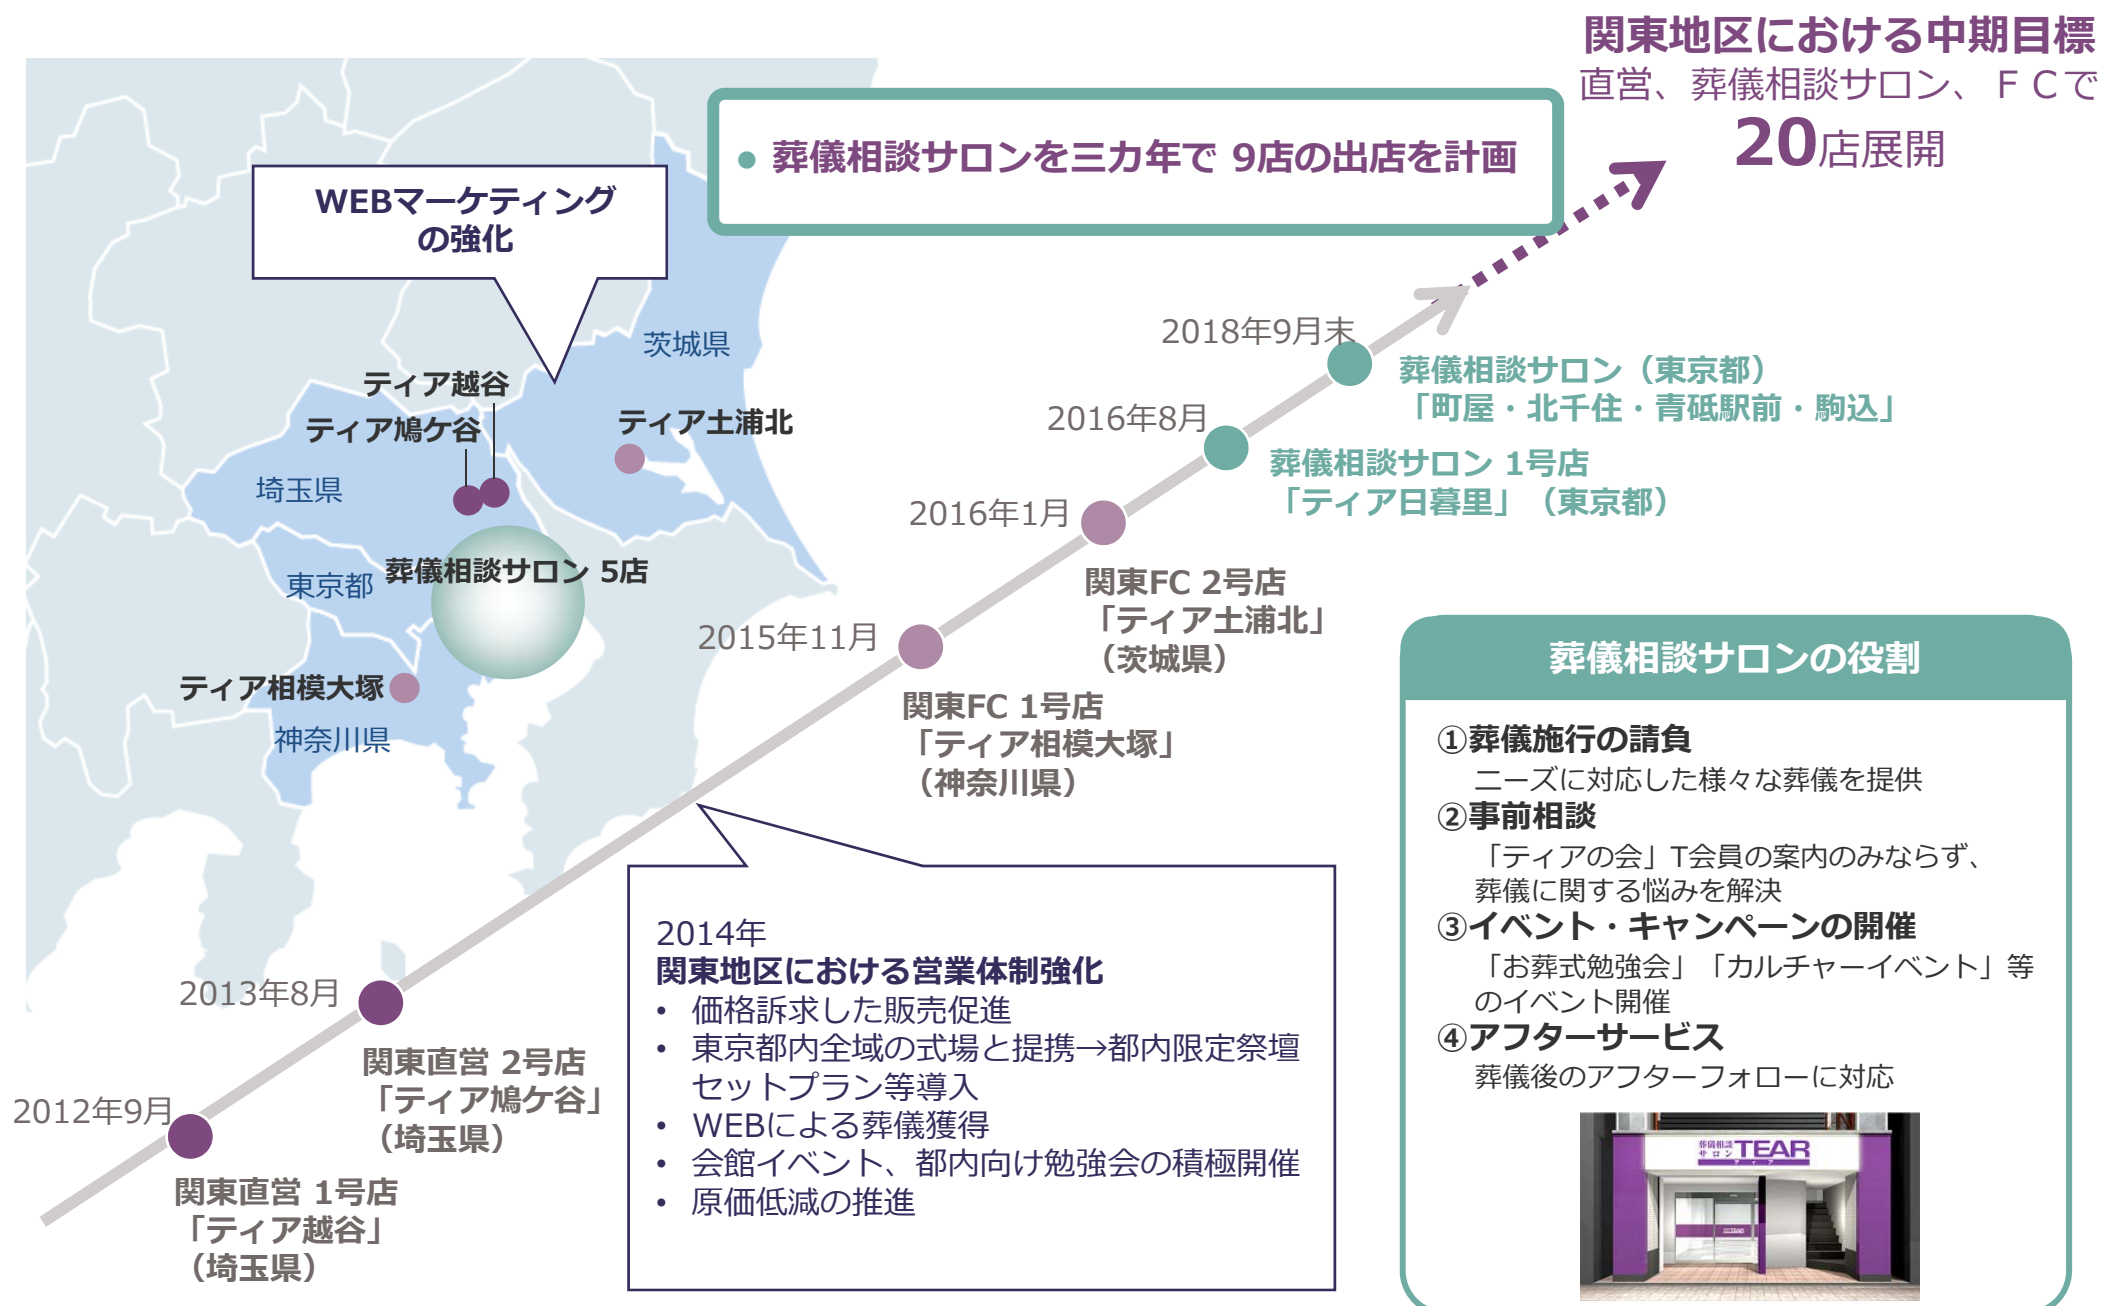 関東地区における中期目標
直営、葬儀相談サロン、ＦＣで
20店展開
• 葬儀相談サロンを三カ年で 9店の出店を計画
WEBマーケティング
の強化
茨城県
ティア越谷
ティア鳩ケ谷
ティア土浦北
埼玉県
葬儀相談サロン 5店
東京都
ティア相模大塚
神奈川県
2018年9月末
葬儀相談サロン（東京都）
「町屋・北千住・青砥駅前・駒込」
2016年8月
葬儀相談サロン 1号店
「ティア日暮里」（東京都）
2016年1月
関東FC 2号店
「ティア土浦北」
（茨城県）
2015年11月
関東FC 1号店
「ティア相模大塚」
（神奈川県）
2013年8月
関東直営 2号店
「ティア鳩ケ谷」
（埼玉県）
2012年9月
関東直営 1号店
「ティア越谷」
（埼玉県）
2014年
関東地区における営業体制強化
• 価格訴求した販売促進
• 東京都内全域の式場と提携→都内限定祭壇
セットプラン等導入
• WEBによる葬儀獲得
• 会館イベント、都内向け勉強会の積極開催
• 原価低減の推進
葬儀相談サロンの役割
①葬儀施行の請負
ニーズに対応した様々な葬儀を提供
②事前相談
「ティアの会」T会員の案内のみならず、
葬儀に関する悩みを解決
③イベント・キャンペーンの開催
「お葬式勉強会」「カルチャーイベント」等
のイベント開催
④アフターサービス
葬儀後のアフターフォローに対応
葬儀相談
サロン TEAR
ティア